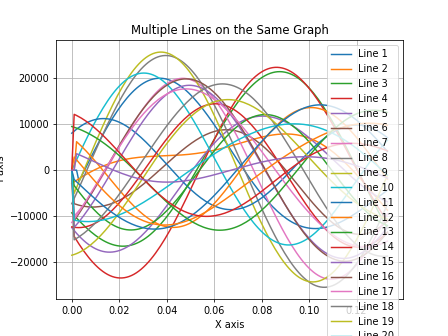 Multiple Lines on the Same Graph
20000
10000
0
−10000
−20000
0.00
0.02
0.04
0.06
0.08
0.10
X axis
Line 1
Line 2
Line 3
Line 4
Line 5
Line 6
Line 7
Line 8
Line 9
Line 10
Line 11
Line 12
Line 13
Line 14
Line 15
Line 16
Line 17
Line 18
Line 19
Line 20